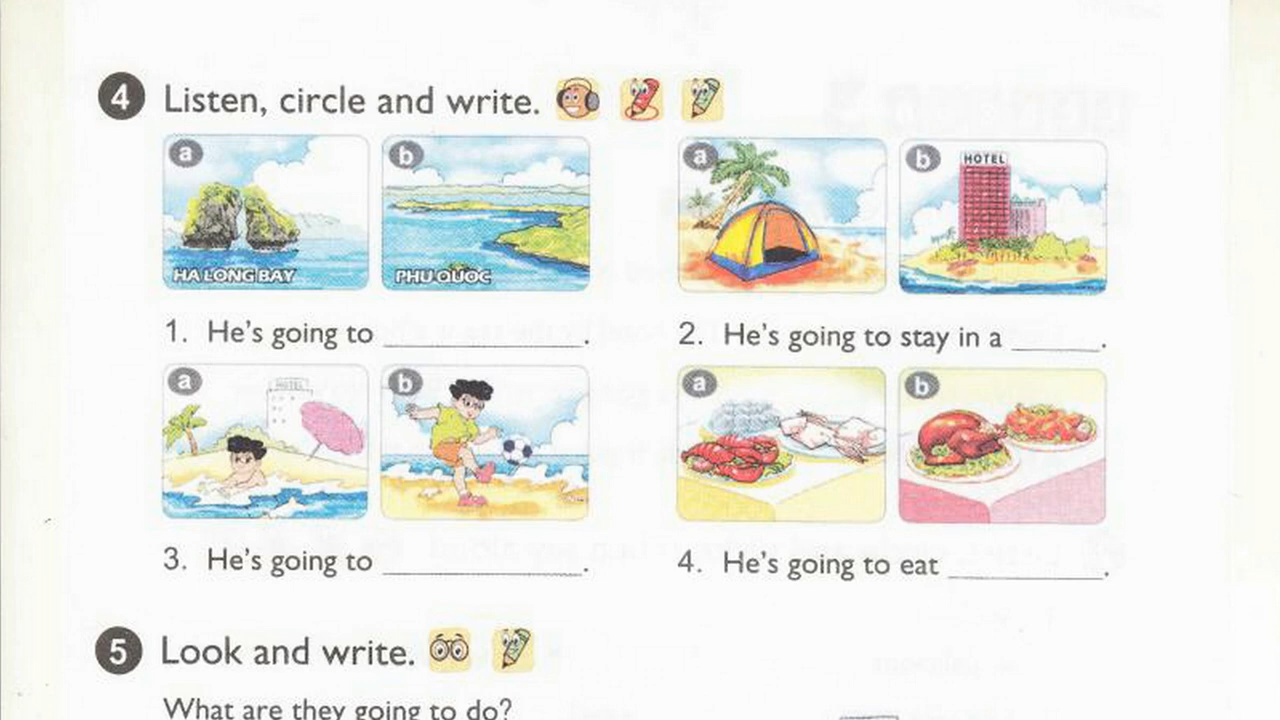 4 Listen, circle and write.
a b a b
HOTEL
HA LONG BAY PHU QUOC
1. He's going to ____________. 2. He's going to stay in a ______.
a b a b
HOTEL
3. He's going to ____________. 4. He's going to eat __________.
5 Look and write.
What are they going to do?